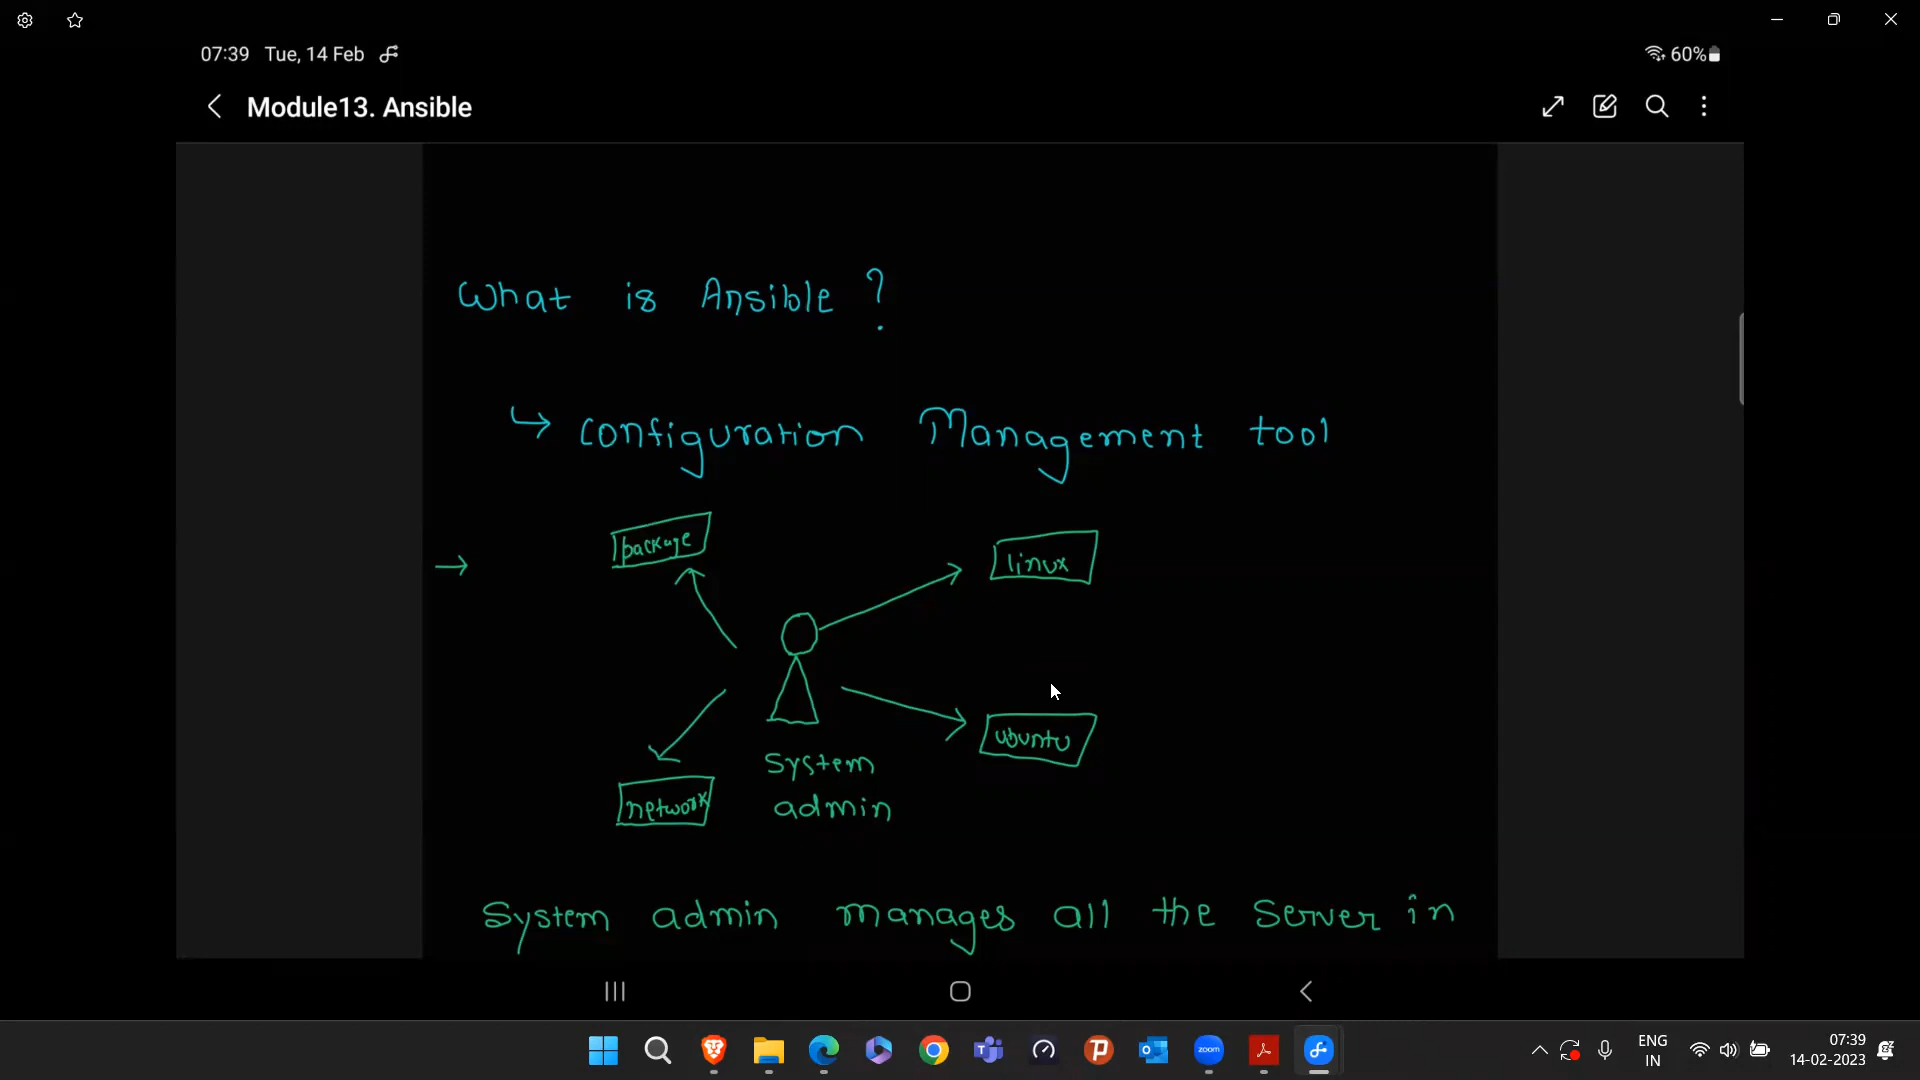 07:39 Tue, 14 Feb
60%
Module13. Ansible
What is Ansible ?
↳ configuration Management tool
package
→
linux
ubuntu
System
admin
network
System admin manages all the server in
zoom
ENG
IN
07:39
14-02-2023